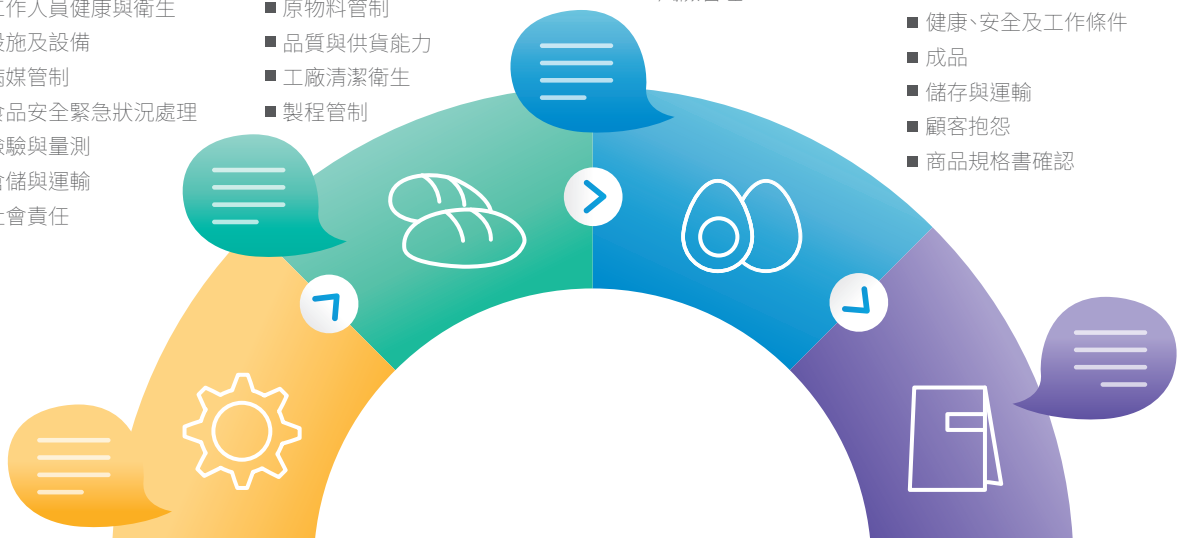 工作人員健康與衛生
施及設備
媒管制
品安全緊急狀況處理
驗與量測
儲與運輸
會責任
原物料管制
品質與供貨能力
工廠清潔衛生
製程管制
健康、安全及工作條件
成品
儲存與運輸
顧客抱怨
商品規格書確認